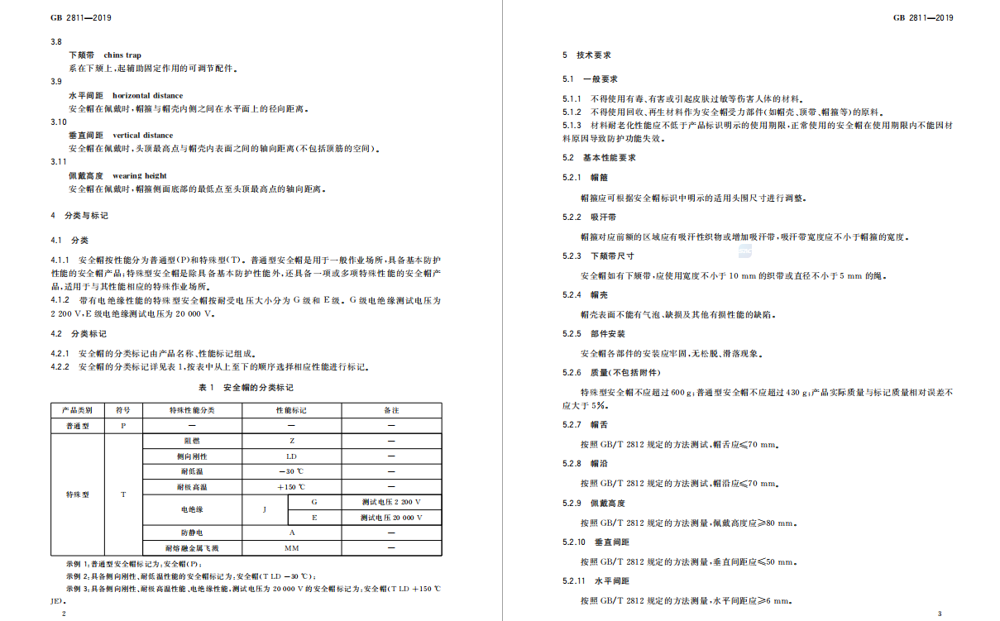 GB 2811—2019
3.8
下颏带 chins trap
系在下颏上,起辅助固定作用的可调节配件。
3.9
水平间距 horizontal distance
安全帽在佩戴时,帽箍与帽壳内侧之间在水平面上的径向距离。
3.10
垂直间距 vertical distance
安全帽在佩戴时,头顶最高点与帽壳内表面之间的轴向距离(不包括顶筋的空间)。
3.11
佩戴高度 wearing height
安全帽在佩戴时,帽箍侧面底部的最低点至头顶最高点的轴向距离。
4 分类与标记
4.1 分类
4.1.1 安全帽按性能分为普通型(P)和特殊型(T)。普通型安全帽是用于一般作业场所,具备基本防护
性能的安全帽产品;特殊型安全帽是除具备基本防护性能外,还具备一项或多项特殊性能的安全帽产
品,适用于与其性能相应的特殊作业场所。
4.1.2 带有电绝缘性能的特殊型安全帽按耐受电压大小分为 G 级和 E 级。G 级电绝缘测试电压为
2 200 V,E 级电绝缘测试电压为 20 000 V。
4.2 分类标记
4.2.1 安全帽的分类标记由产品名称、性能标记组成。
4.2.2 安全帽的分类标记详见表 1,按表中从上至下的顺序选择相应性能进行标记。
表 1 安全帽的分类标记
产品类别 符号 特殊性能分类 性能标记 备注
普通型 P — — —
特殊型 T 阻燃 Z —
侧向刚性 LD —
耐低温 −30 ℃ —
耐极高温 +150 ℃ —
电绝缘 J G 测试电压 2 200 V
E 测试电压 20 000 V
防静电 A —
耐熔融金属飞溅 MM —
示例 1:普通型安全帽标记为:安全帽(P);
示例 2:具备侧向刚性、耐低温性能的安全帽标记为:安全帽(T LD −30 ℃);
示例 3:具备侧向刚性、耐极高温性能、电绝缘性能,测试电压为 20 000 V 的安全帽标记为:安全帽(T LD +150 ℃
JE)。
2
GB 2811—2019
5 技术要求
5.1 一般要求
5.1.1 不得使用有毒、有害或引起皮肤过敏等伤害人体的材料。
5.1.2 不得使用回收、再生材料作为安全帽受力部件(如帽壳、顶带、帽箍等)的原料。
5.1.3 材料耐老化性能应不低于产品标识明示的使用期限,正常使用的安全帽在使用期限内不能因材
料原因导致防护功能失效。
5.2 基本性能要求
5.2.1 帽箍
帽箍应可根据安全帽标识中明示的适用头围尺寸进行调整。
5.2.2 吸汗带
帽箍对应前额的区域应有吸汗性织物或增加吸汗带,吸汗带宽度应不小于帽箍的宽度。
5.2.3 下颏带尺寸
安全帽如有下颏带,应使用宽度不小于 10 mm 的织带或直径不小于 5 mm 的绳。
5.2.4 帽壳
帽壳表面不能有气泡、缺损及其他有损性能的缺陷。
5.2.5 部件安装
安全帽各部件的安装应牢固,无松脱、滑落现象。
5.2.6 质量(不包括附件)
特殊型安全帽不应超过 600 g;普通型安全帽不应超过 430 g;产品实际质量与标记质量相对误差不
应大于 5%。
5.2.7 帽舌
按照 GB/T 2812 规定的方法测试,帽舌应≤70 mm。
5.2.8 帽沿
按照 GB/T 2812 规定的方法测试,帽沿应≤70 mm。
5.2.9 佩戴高度
按照 GB/T 2812 规定的方法测量,佩戴高度应≥80 mm。
5.2.10 垂直间距
按照 GB/T 2812 规定的方法测量,垂直间距应≤50 mm。
5.2.11 水平间距
按照 GB/T 2812 规定的方法测量,水平间距应≥6 mm。
3